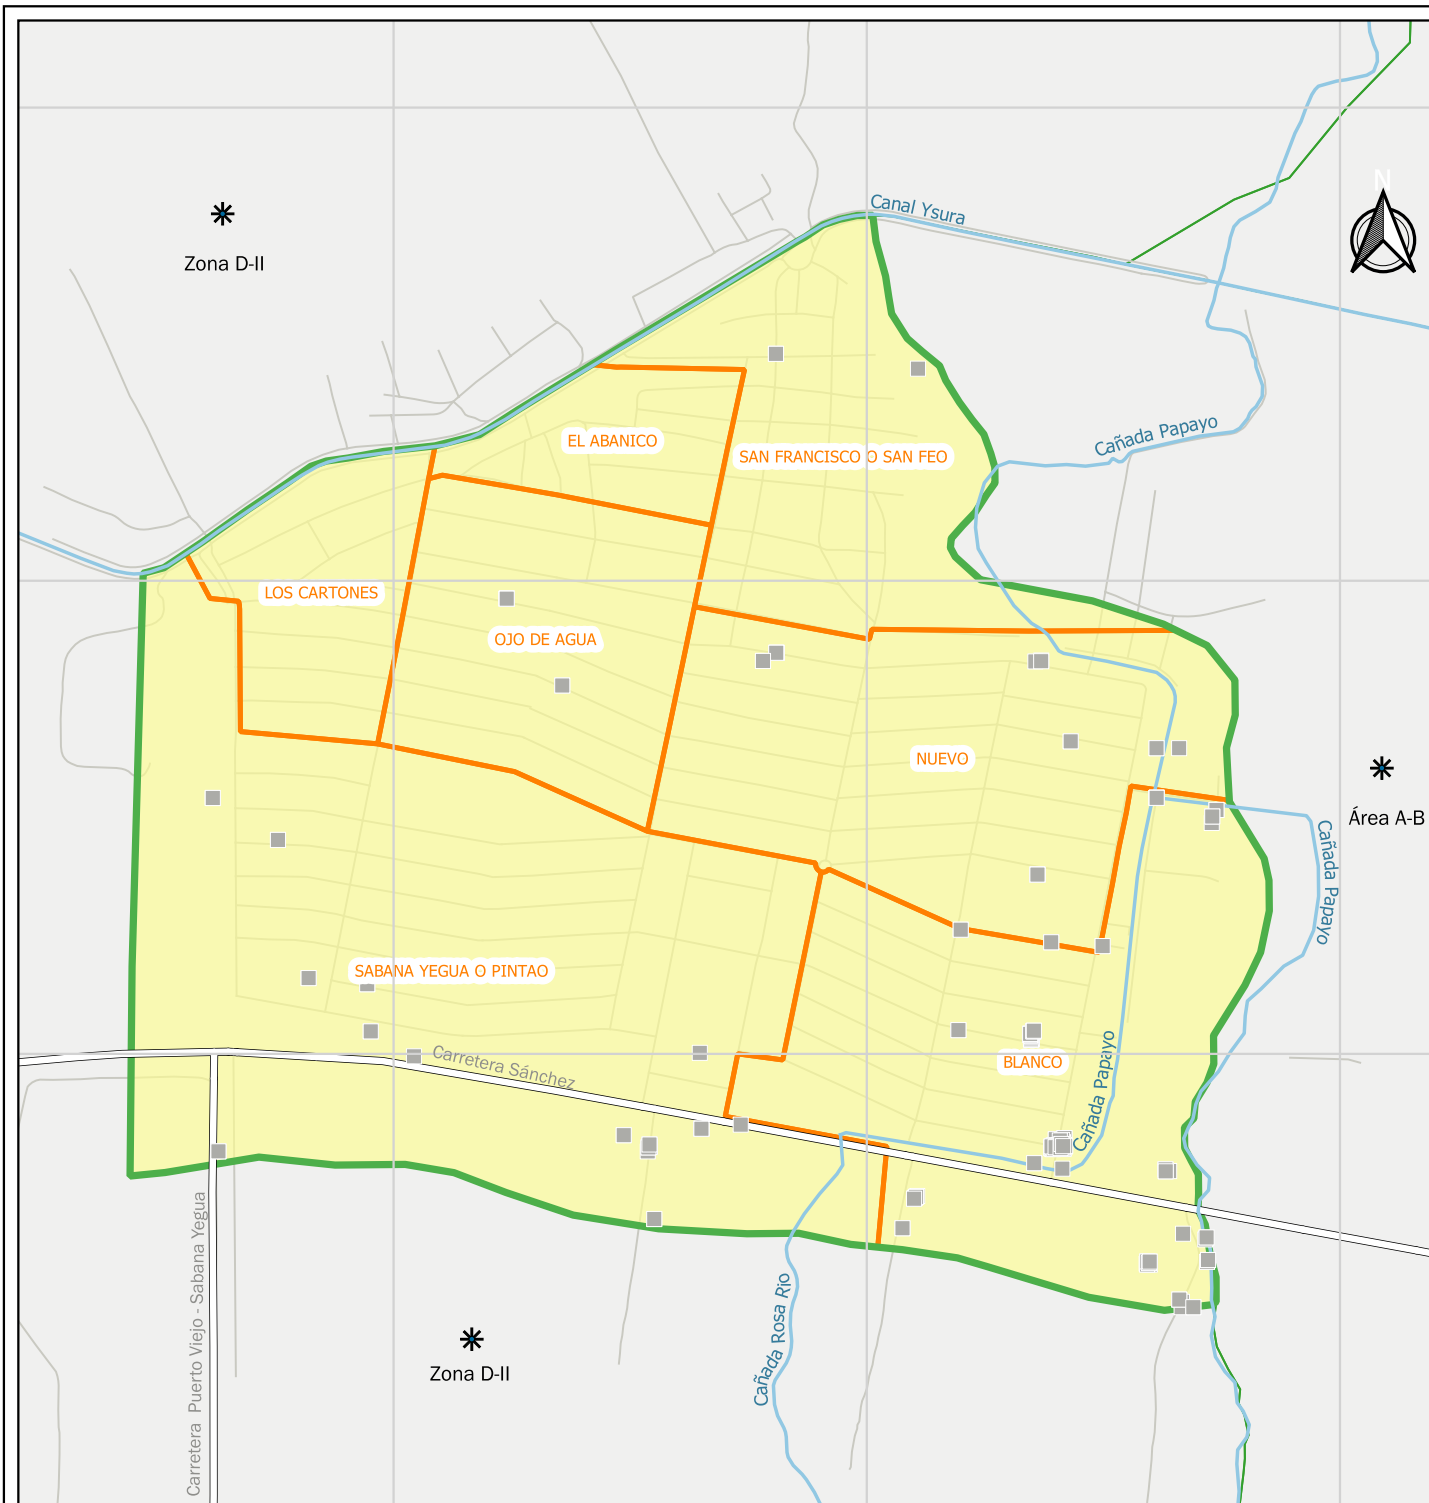 N
Canal Ysura
Zona D-II
Cañada Papayo
EL ABANICO
SAN FRANCISCO O SAN FEO
LOS CARTONES
OJO DE AGUA
NUEVO
Área A-B
Cañada Papayo
SABANA YEGUA O PINTAO
Carretera Sánchez
BLANCO
Cañada Papayo
Carretera Puerto Viejo - Sabana Yegua
Cañada Rosa Rio
Zona D-II